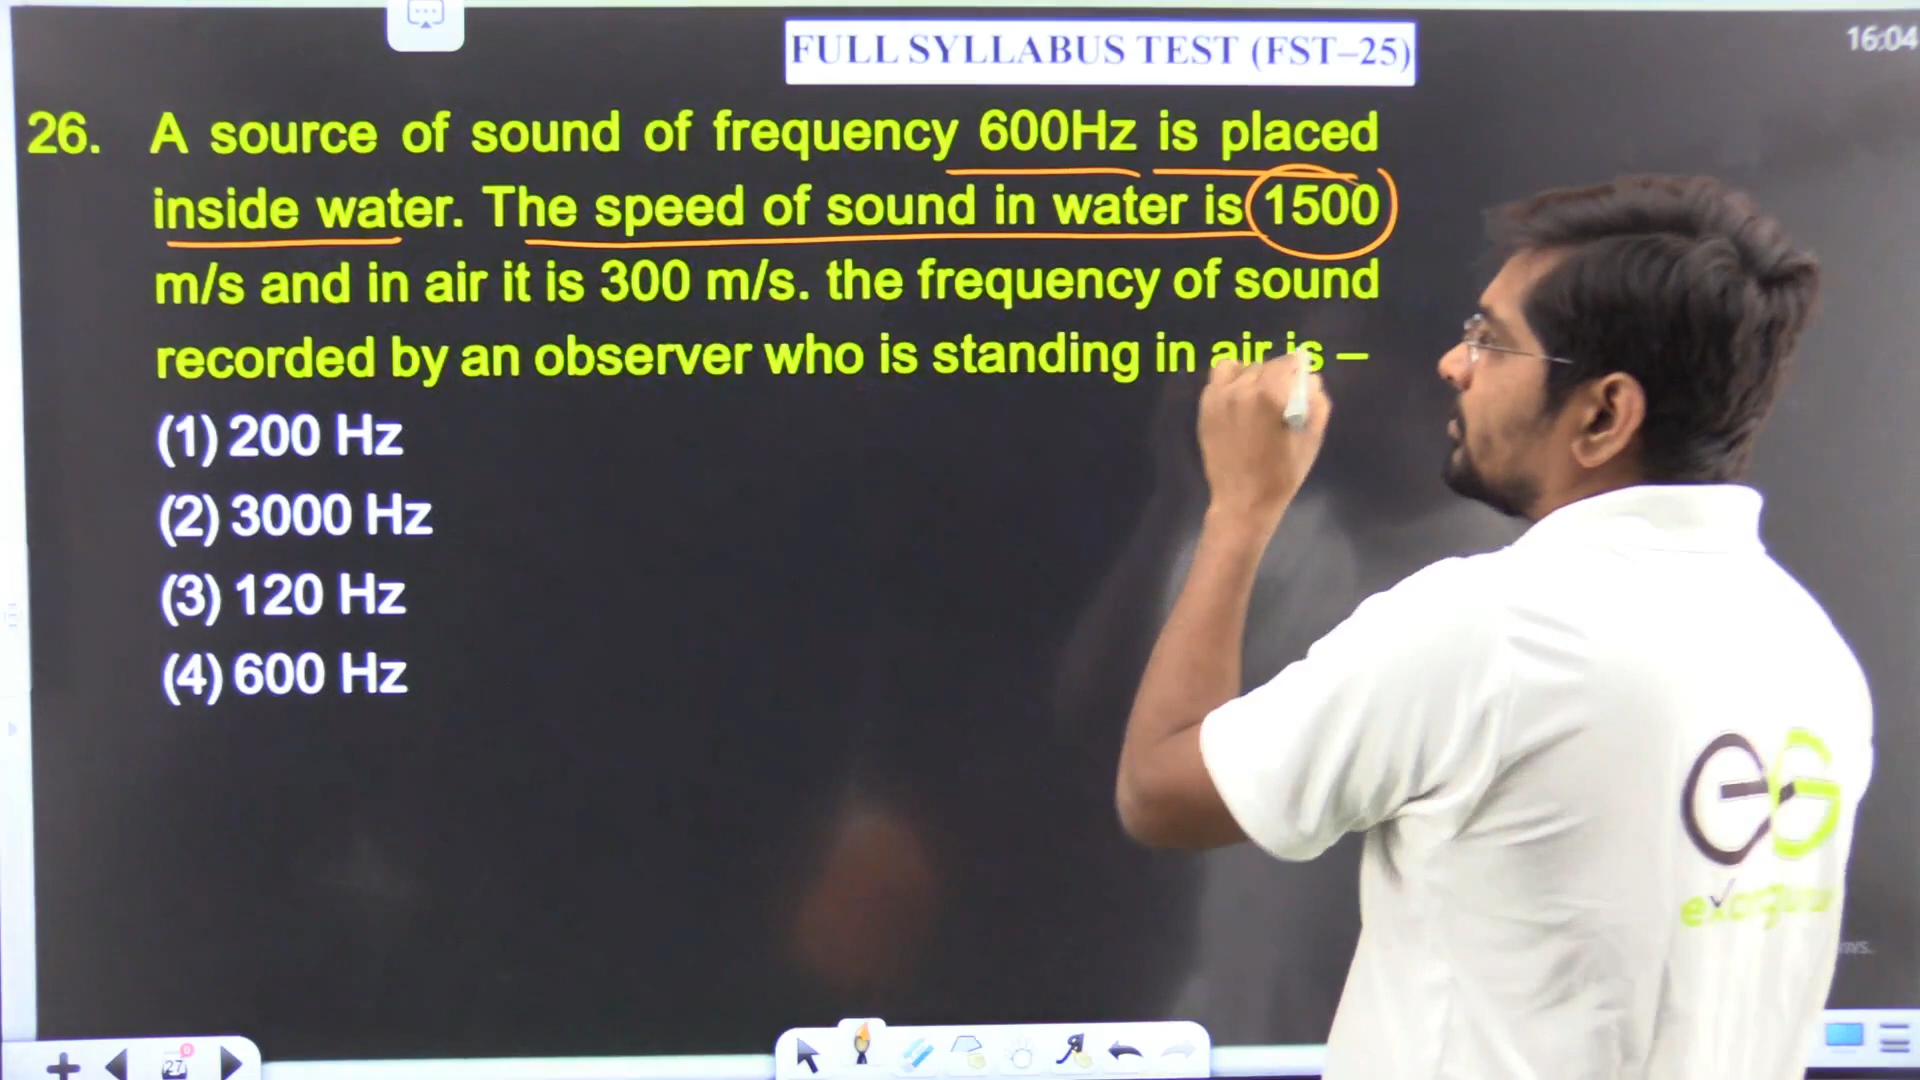 FULL SYLLABUS TEST (FST–25)
16:04
26. A source of sound of frequency 600Hz is placed
inside water. The speed of sound in water is 1500
m/s and in air it is 300 m/s. the frequency of sound
recorded by an observer who is standing in air is –
(1) 200 Hz
(2) 3000 Hz
(3) 120 Hz
(4) 600 Hz
eG
27
0